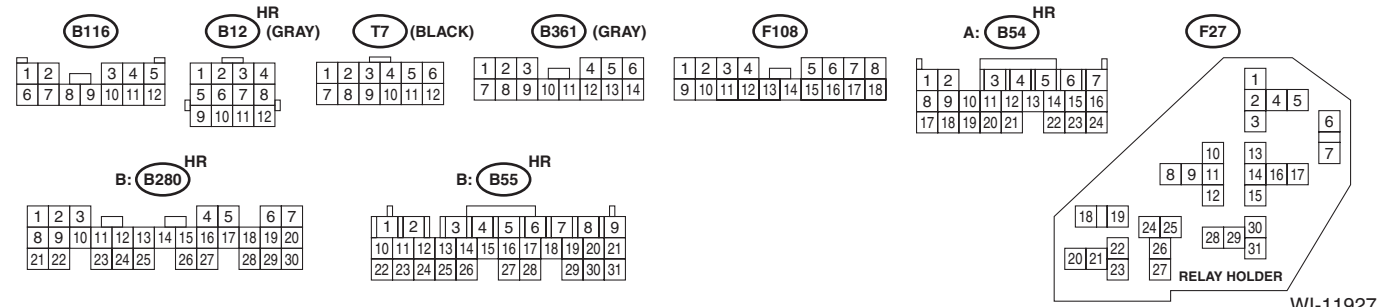 B116
1 2 3 4 5
6 7 8 9 10 11 12
HR
B12 (GRAY)
1 2 3 4
5 6 7 8
9 10 11 12
T7 (BLACK)
1 2 3 4 5 6
7 8 9 10 11 12
B361 (GRAY)
1 2 3 4 5 6
7 8 9 10 11 12 13 14
F108
1 2 3 4 5 6 7 8
9 10 11 12 13 14 15 16 17 18
HR
A: B54
1 2 3 4 5 6 7
8 9 10 11 12 13 14 15 16
17 18 19 20 21 22 23 24
F27
1
2 4 5
3
6
7
10 13
8 9 11 14 16 17
12 15
18 19
24 25
30
28 29
31
22 26
20 21
23 27
RELAY HOLDER
HR
B: B280
1 2 3 4 5 6 7
8 9 10 11 12 13 14 15 16 17 18 19 20
21 22 23 24 25 26 27 28 29 30
HR
B: B55
1 2 3 4 5 6 7 8 9
10 11 12 13 14 15 16 17 18 19 20 21
22 23 24 25 26 27 28 29 30 31
WI-11927